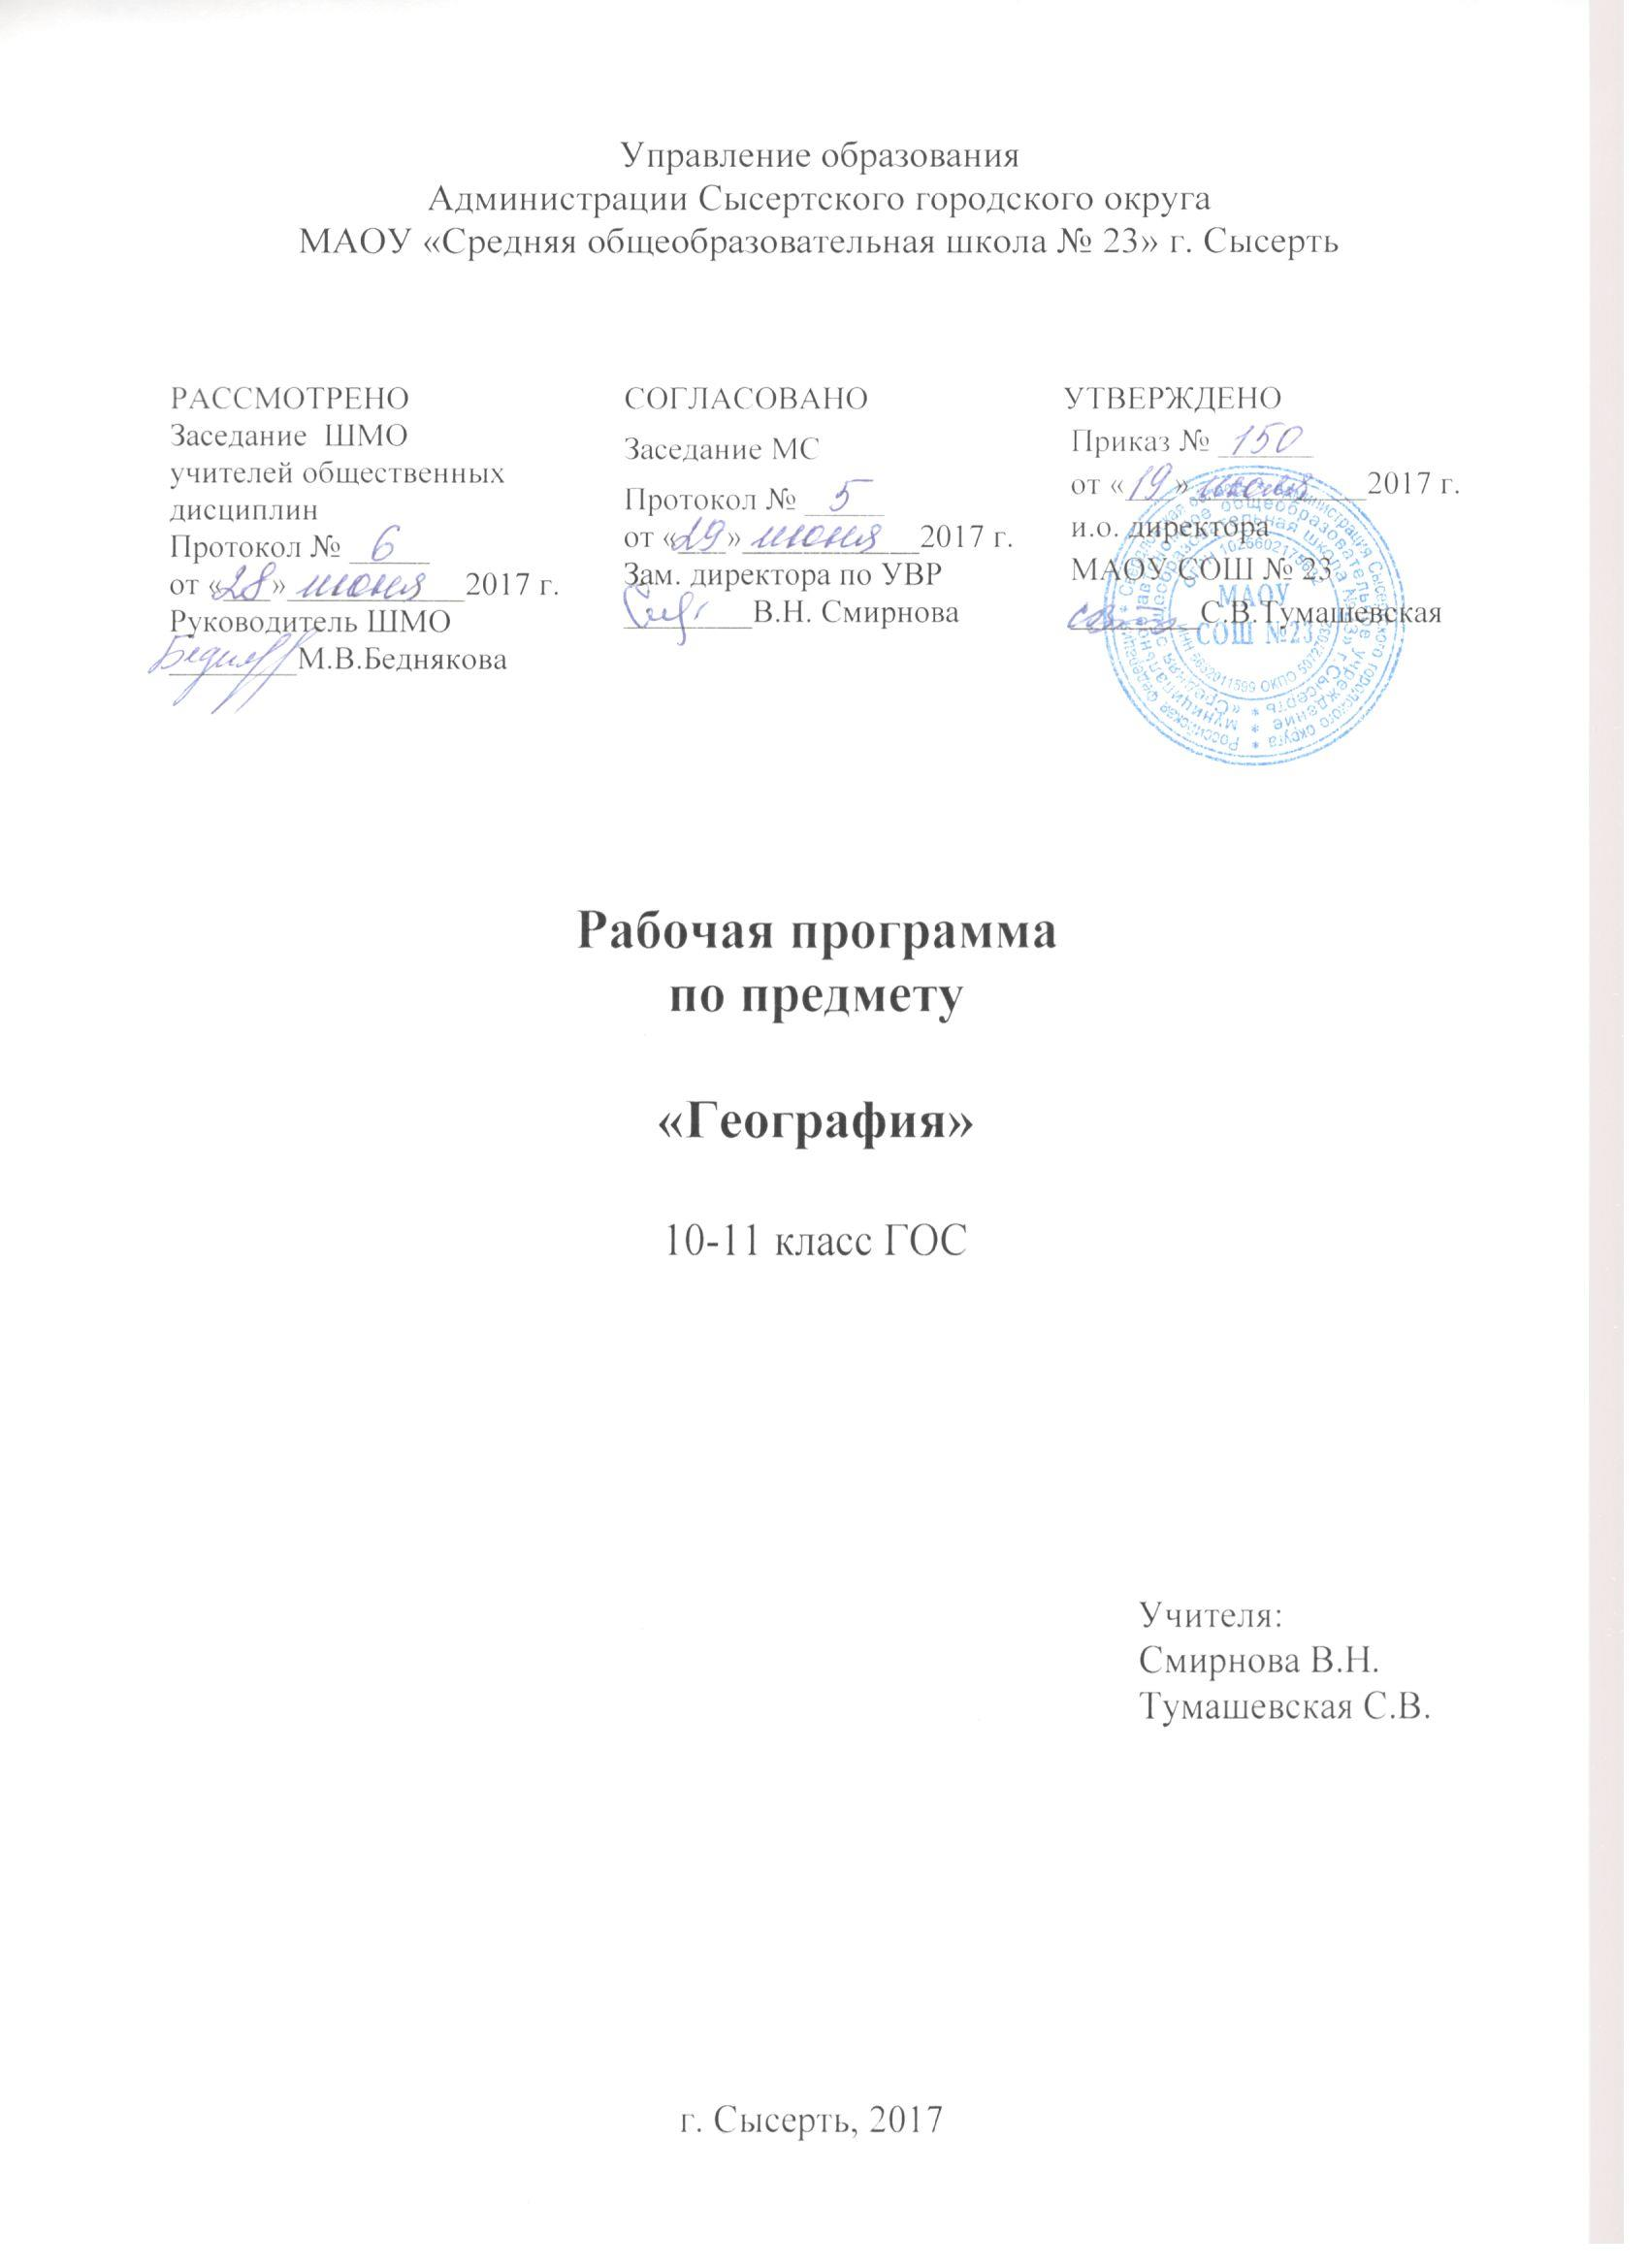 Управление образования
Администрации Сысертского городского округа
МАОУ «Средняя общеобразовательная школа № 23» г. Сысерть
РАССМОТРЕНО
Заседание ШМО
учителей общественных
дисциплин
Протокол № 6
от «28» июня 2017 г.
Руководитель ШМО
М.В.Беднякова
СОГЛАСОВАНО
Заседание МС
Протокол № 5
от «29» июня 2017 г.
Зам. директора по УВР
В.Н. Смирнова
УТВЕРЖДЕНО
Приказ № 150
от «19» 2017 г.
и.о. директора
МАОУ СОШ № 23
С.В.Тумашевская
МАОУ
СОШ №23
Рабочая программа
по предмету
«География»
10-11 класс ГОС
Учителя:
Смирнова В.Н.
Тумашевская С.В.
г. Сысерть, 2017